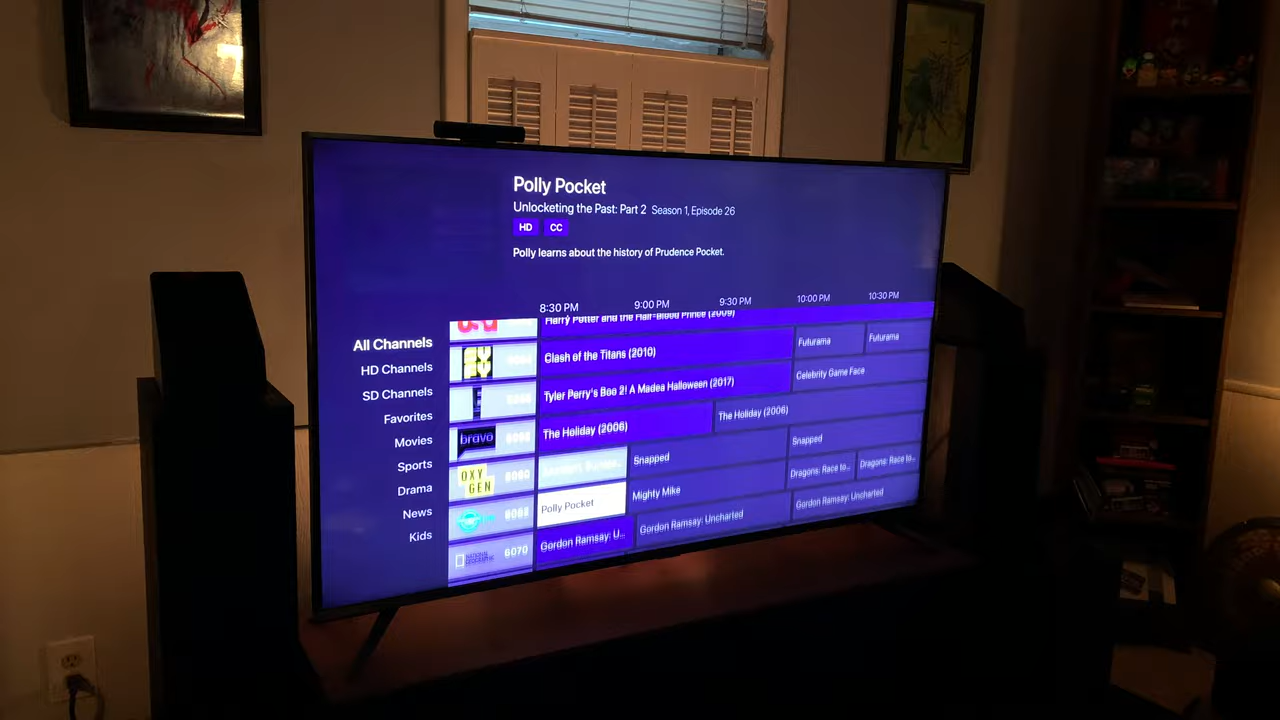 Polly Pocket
Unlocketing the Past: Part 2 Season 1, Episode 26
HD CC
Polly learns about the history of Prudence Pocket.
8:30 PM 9:00 PM 9:30 PM 10:00 PM 10:30 PM
Harry Potter and the Half-Blood Prince (2009)
All Channels
HD Channels
SD Channels
Favorites
Movies
Sports
Drama
News
Kids
SYFY
Clash of the Titans (2010) Futurama Futurama
Tyler Perry's Boo 2! A Madea Halloween (2017) Celebrity Game Face
bravo
The Holiday (2006) The Holiday (2006)
OXYGEN
Snapped Snapped
Polly Pocket Mighty Mike Dragons: Race to... Dragons: Race to...
NATIONAL GEOGRAPHIC 6070 Gordon Ramsay: U... Gordon Ramsay: Uncharted Gordon Ramsay: Uncharted